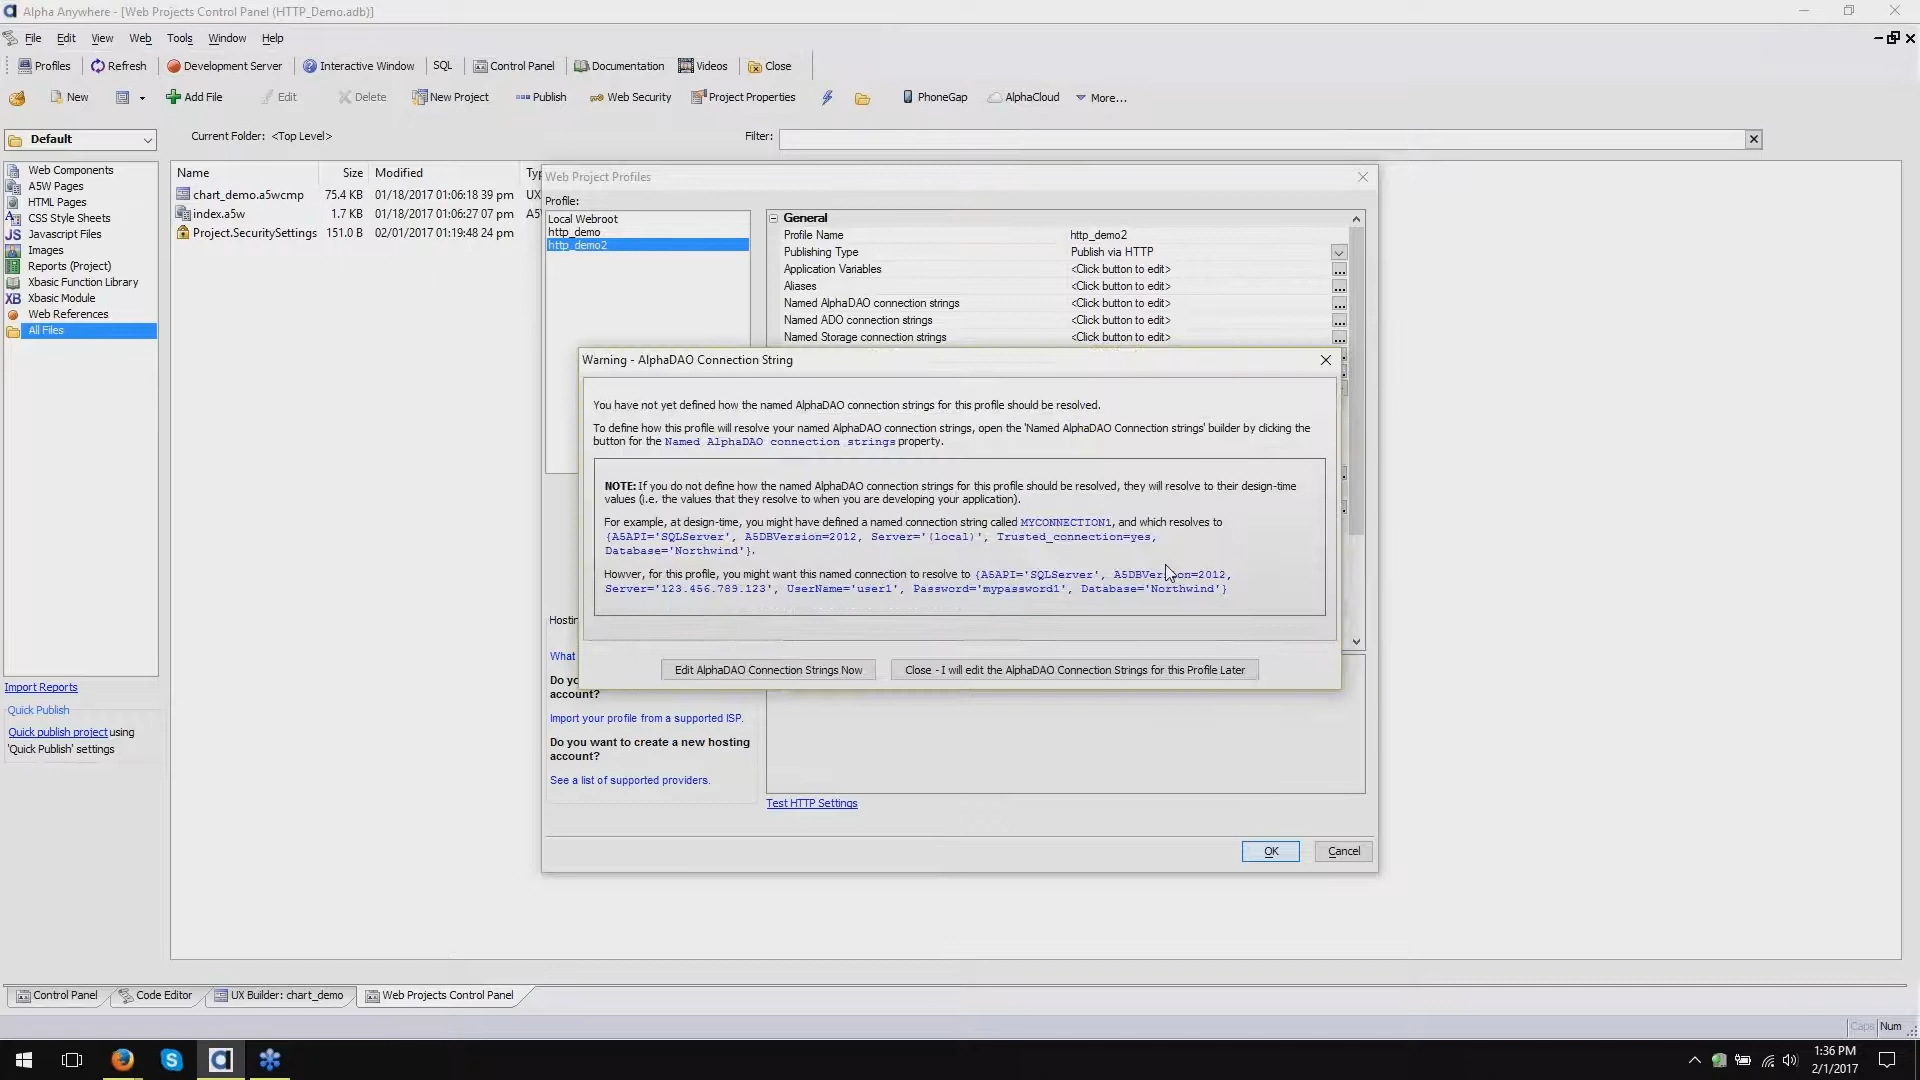 Alpha Anywhere - [Web Projects Control Panel (HTTP_Demo.adb)]
File Edit View Web Tools Window Help
Profiles Refresh Development Server Interactive Window SQL Control Panel Documentation Videos Close
New Add File Edit Delete New Project Publish Web Security Project Properties PhoneGap AlphaCloud More...
Default
Current Folder: <Top Level>
Filter:
Web Components
A5W Pages
HTML Pages
CSS Style Sheets
JS Javascript Files
Images
Reports (Project)
Xbasic Function Library
XB Xbasic Module
Web References
All Files
Import Reports
Quick Publish
Quick publish project using
'Quick Publish' settings
Name Size Modified Typ
chart_demo.a5wcmp 75.4 KB 01/18/2017 01:06:18 39 pm UX
index.a5w 1.7 KB 01/18/2017 01:06:27 07 pm A5
Project.SecuritySettings 151.0 B 02/01/2017 01:19:48 24 pm
Web Project Profiles
Profile:
Local Webroot
http_demo
http_demo2
General
Profile Name http_demo2
Publishing Type Publish via HTTP
Application Variables <Click button to edit>
Aliases <Click button to edit>
Named AlphaDAO connection strings <Click button to edit>
Named ADO connection strings <Click button to edit>
Named Storage connection strings <Click button to edit>
Warning - AlphaDAO Connection String
You have not yet defined how the named AlphaDAO connection strings for this profile should be resolved.
To define how this profile will resolve your named AlphaDAO connection strings, open the 'Named AlphaDAO Connection strings' builder by clicking the
button for the Named AlphaDAO connection strings property.
NOTE: If you do not define how the named AlphaDAO connection strings for this profile should be resolved, they will resolve to their design-time
values (i.e. the values that they resolve to when you are developing your application).
For example, at design-time, you might have defined a named connection string called MYCONNECTION1, and which resolves to
{A5API='SQLServer', A5DBVersion=2012, Server='(local)', Trusted_connection=yes,
Database='Northwind'}.
Howver, for this profile, you might want this named connection to resolve to {A5API='SQLServer', A5DBVersion=2012,
Server='123.456.789.123', UserName='user1', Password='mypassword1', Database='Northwind'}
Edit AlphaDAO Connection Strings Now
Close - I will edit the AlphaDAO Connection Strings for this Profile Later
Hostin
What
Do yo
account?
Import your profile from a supported ISP.
Do you want to create a new hosting
account?
See a list of supported providers.
Test HTTP Settings
OK Cancel
Control Panel Code Editor UX Builder: chart_demo Web Projects Control Panel
Caps Num
1:36 PM
2/1/2017